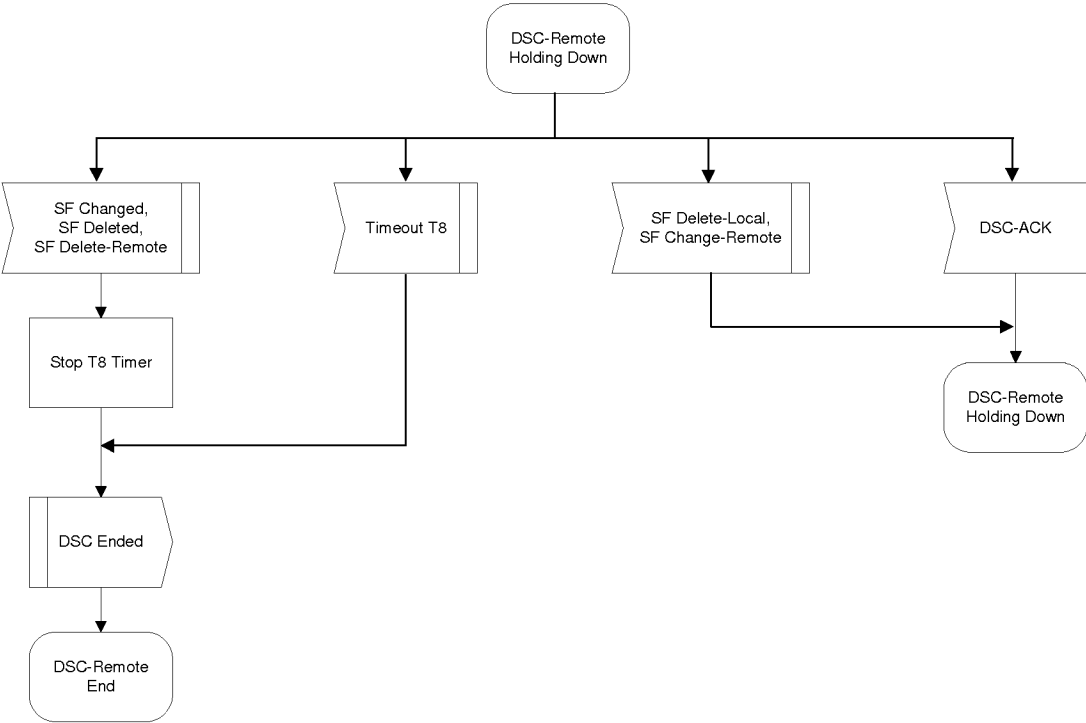 DSC-Remote
Holding Down
SF Changed,
SF Deleted,
SF Delete-Remote
Timeout T8
SF Delete-Local,
SF Change-Remote
DSC-ACK
Stop T8 Timer
DSC-Remote
Holding Down
DSC Ended
DSC-Remote
End